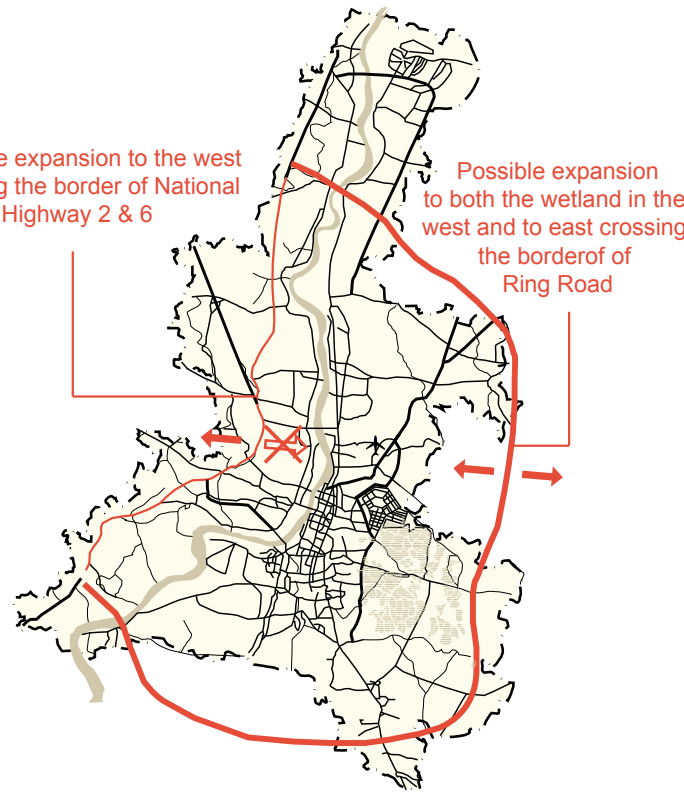 e expansion to the west
g the border of National
Highway 2 & 6
Possible expansion
to both the wetland in the
west and to east crossing
the borderof of
Ring Road